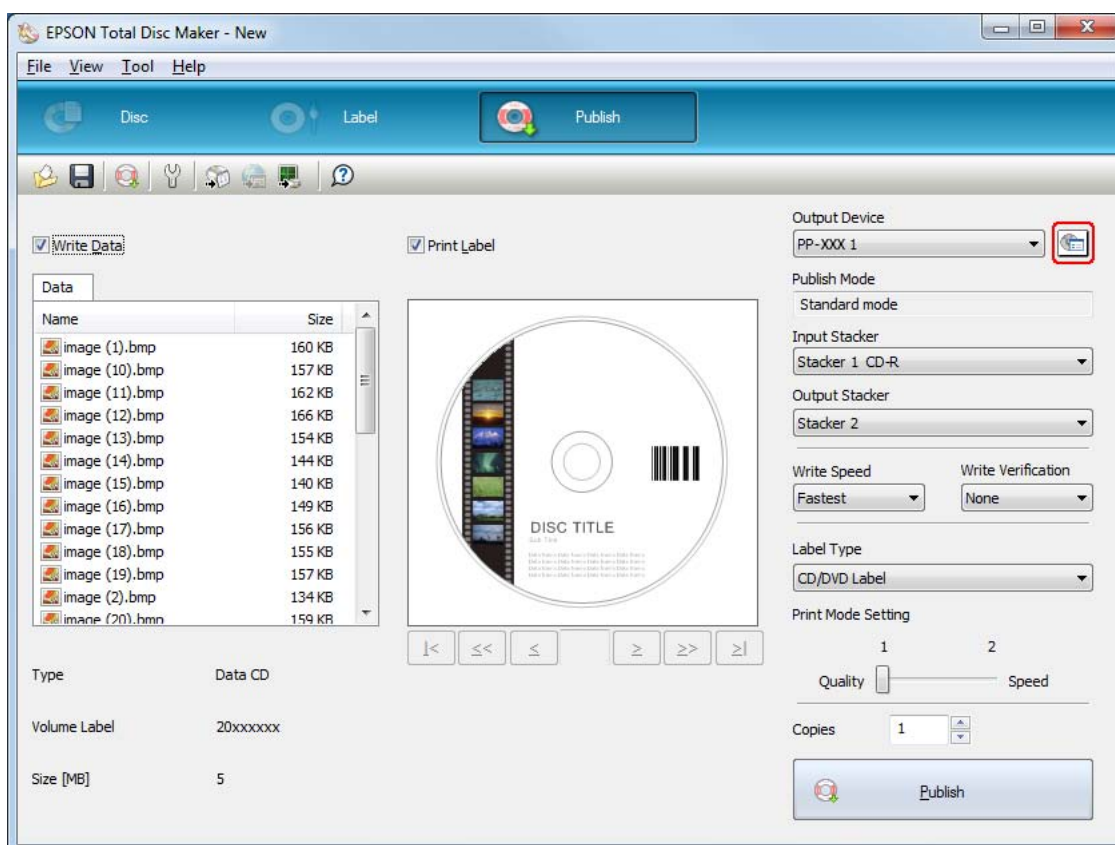 EPSON Total Disc Maker - New
File View Tool Help
Disc Label Publish
Write Data
Data
Name Size
image (1).bmp 160 KB
image (10).bmp 157 KB
image (11).bmp 162 KB
image (12).bmp 166 KB
image (13).bmp 154 KB
image (14).bmp 144 KB
image (15).bmp 140 KB
image (16).bmp 149 KB
image (17).bmp 156 KB
image (18).bmp 155 KB
image (19).bmp 157 KB
image (2).bmp 134 KB
image (20).bmp 159 KB
Type Data CD
Volume Label 20xxxxxx
Size [MB] 5
Print Label
DISC TITLE
Sub Title
|< << < > >> >|
Output Device
PP-XXX 1
Publish Mode
Standard mode
Input Stacker
Stacker 1 CD-R
Output Stacker
Stacker 2
Write Speed Write Verification
Fastest None
Label Type
CD/DVD Label
Print Mode Setting
1 2
Quality Speed
Copies 1
Publish